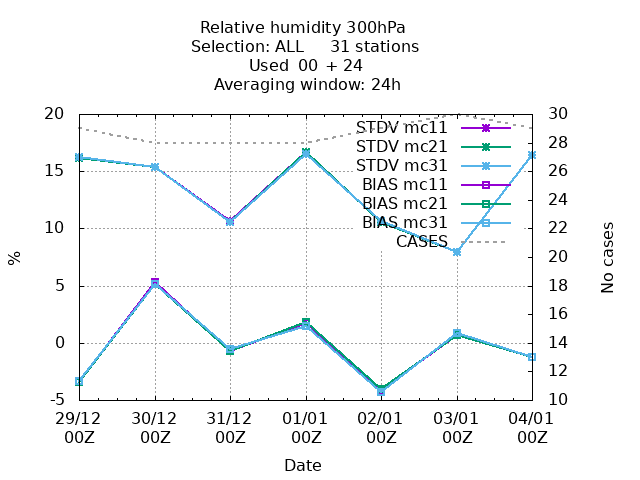 Relative humidity 300hPa
Selection: ALL 31 stations
Used 00 + 24
Averaging window: 24h
20
15
10
5
0
-5
%
30
28
26
24
22
20
18
16
14
12
10
No cases
STDV mc11
STDV mc21
STDV mc31
BIAS mc11
BIAS mc21
BIAS mc31
CASES
29/12 30/12 31/12 01/01 02/01 03/01 04/01
00Z 00Z 00Z 00Z 00Z 00Z 00Z
Date